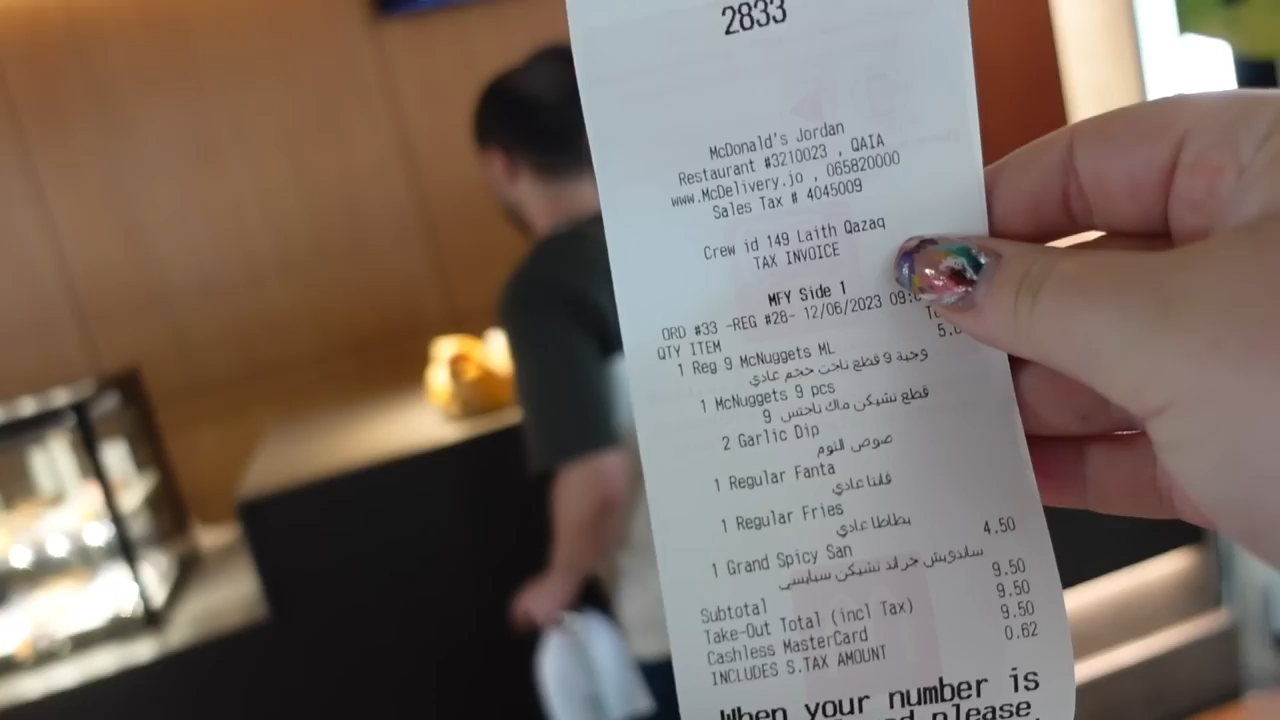 2833
McDonald's Jordan
Restaurant #3210023 , QAIA
www.McDelivery.jo , 065820000
Sales Tax # 4045009
Crew id 149 Laith Qazaq
TAX INVOICE
MFY Side 1
ORD #33 -REG #28- 12/06/2023
QTY ITEM
1 Reg 9 McNuggets ML
وجبة 9 قطع ناجت حجم عادي
1 McNuggets 9 pcs
قطع تشيكن ماك ناجتس 9
2 Garlic Dip
صوص الثوم
1 Regular Fanta
فانتا عادي
1 Regular Fries
بطاطا عادي
1 Grand Spicy San 4.50
ساندويش جراند تشيكن سبايسي
Subtotal 9.50
Take-Out Total (incl Tax) 9.50
Cashless MasterCard 9.50
INCLUDES S.TAX AMOUNT 0.62
When your number is
please